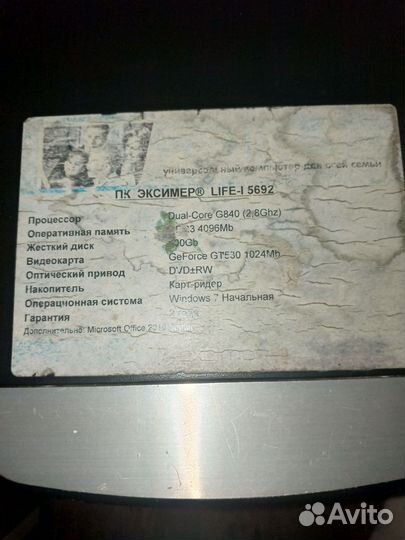 универсальный компьютер для всей семьи
ПК ЭКСИМЕР® LIFE-I 5692
Процессор Dual-Core G840 (2,8Ghz)
Оперативная память 4096Mb
Жесткий диск
Видеокарта GeForce GT530 1024Mb
Оптический привод DVD±RW
Накопитель Карт-ридер
Операционная система Windows 7 Начальная
Гарантия
Дополнительно: Microsoft Office
Avito